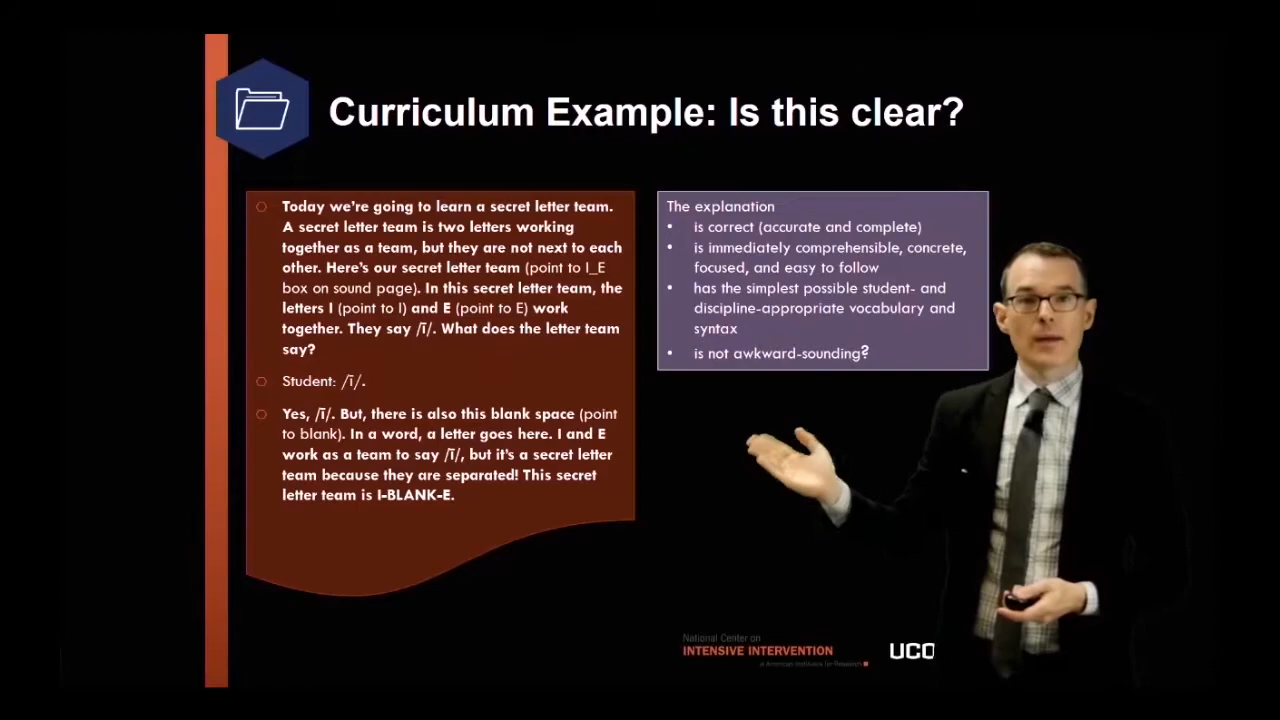 Curriculum Example: Is this clear?
Today we're going to learn a secret letter team.
A secret letter team is two letters working
together as a team, but they are not next to each
other. Here's our secret letter team (point to I_E
box on sound page). In this secret letter team, the
letters I (point to I) and E (point to E) work
together. They say /ī/. What does the letter team
say?
Student: /ī/.
Yes, /ī/. But, there is also this blank space (point
to blank). In a word, a letter goes here. I and E
work as a team to say /ī/, but it's a secret letter
team because they are separated! This secret
letter team is I-BLANK-E.
The explanation
• is correct (accurate and complete)
• is immediately comprehensible, concrete,
focused, and easy to follow
• has the simplest possible student- and
discipline-appropriate vocabulary and
syntax
• is not awkward-sounding?
National Center on
INTENSIVE INTERVENTION
at American Institutes for Research
UCO